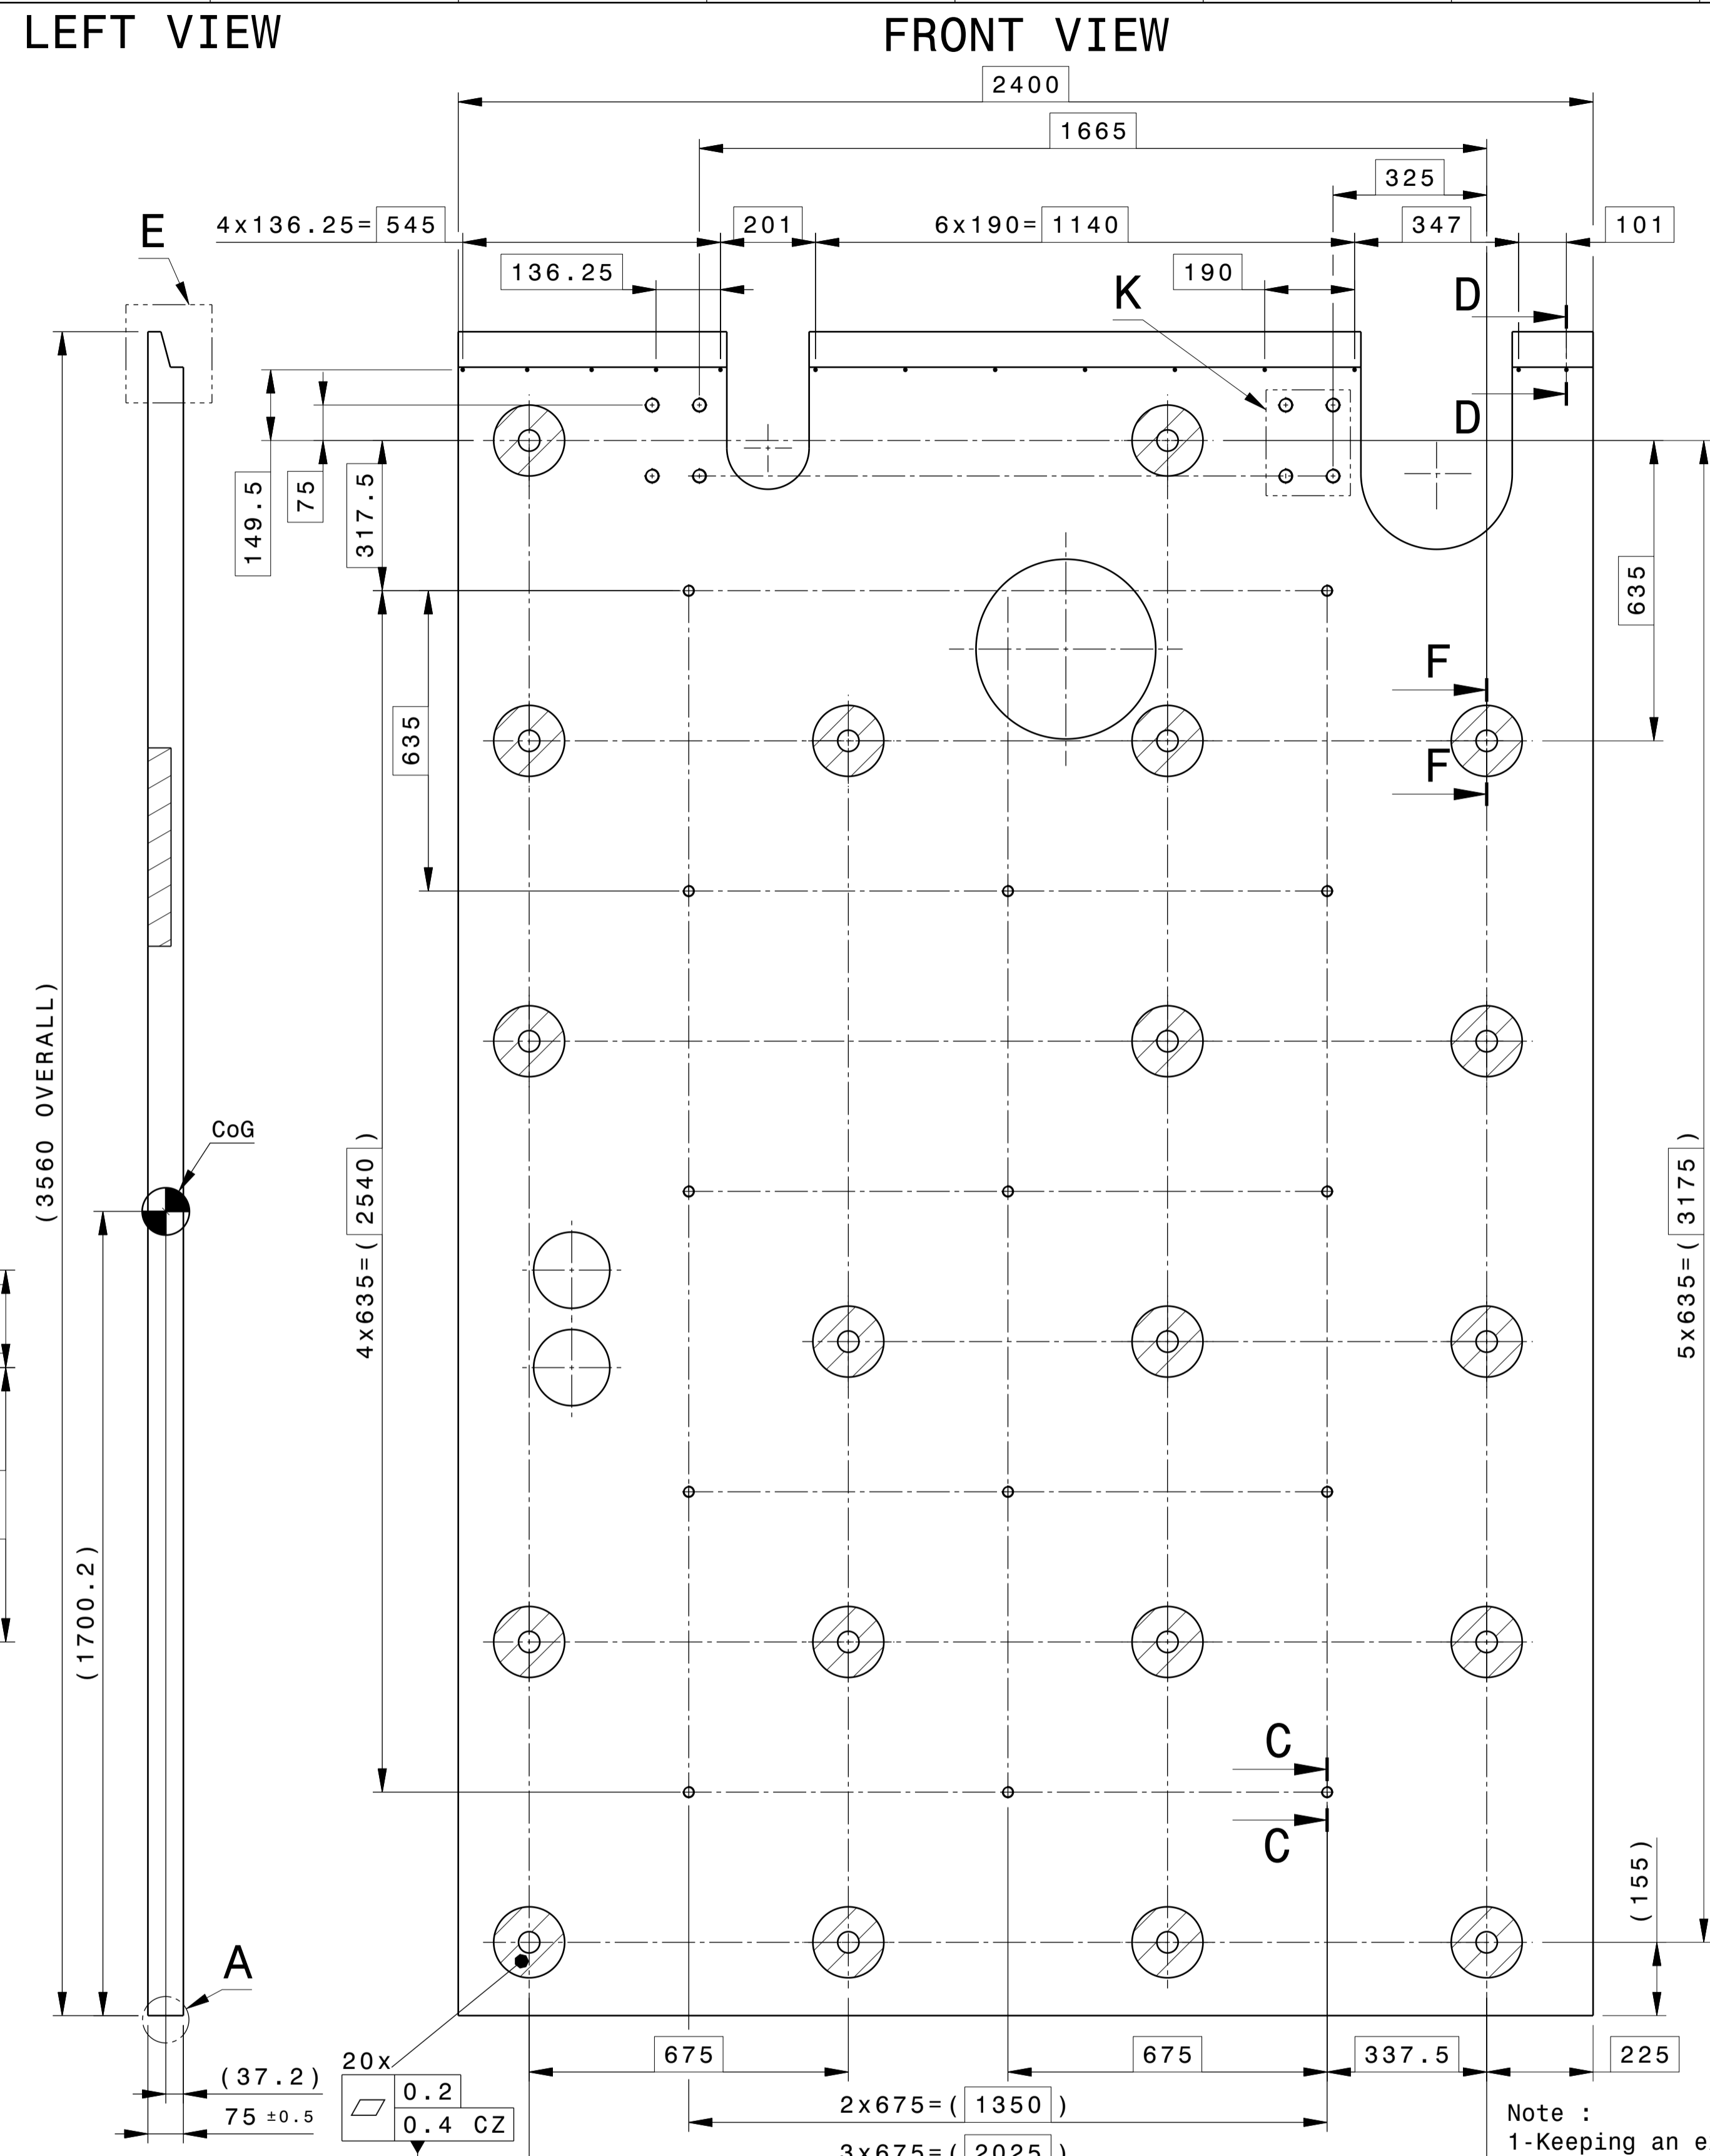 LEFT VIEW
FRONT VIEW
2400
1665
325
4x136.25= 545
201
6x190= 1140
347
101
E
136.25
190
K
D
D
149.5
75
317.5
635
635
F
F
(3560 OVERALL)
CoG
4x635=( 2540 )
5x635=( 3175 )
(1700.2)
C
C
(155)
A
20x
675
675
337.5
225
(37.2)
75 ±0.5
0.2
0.4 CZ
2x675=( 1350 )
3x675=( 2025 )
Note :
1-Keeping an